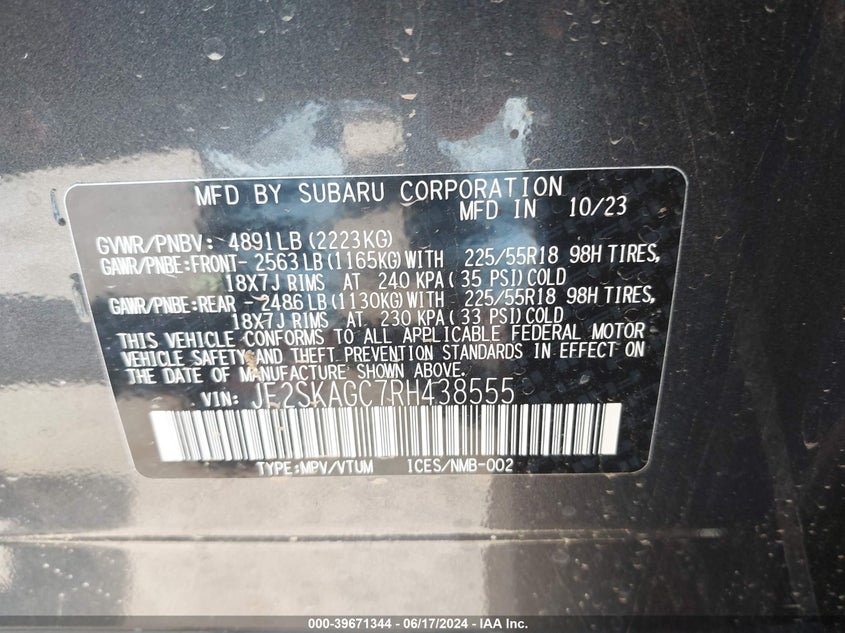 MFD BY SUBARU CORPORATION
MFD IN 10/23
GVWR/PNBV: 4891LB (2223KG)
GAWR/PNBE:FRONT- 2563 LB (1165KG) WITH 225/55R18 98H TIRES,
18X7J RIMS AT 240 KPA ( 35 PSI) COLD
GAWR/PNBE:REAR - 2486 LB (1130KG) WITH 225/55R18 98H TIRES,
18X7J RIMS AT 230 KPA ( 33 PSI) COLD
THIS VEHICLE CONFORMS TO ALL APPLICABLE FEDERAL MOTOR
VEHICLE SAFETY AND THEFT PREVENTION STANDARDS IN EFFECT ON
THE DATE OF MANUFACTURE SHOWN ABOVE.
VIN: JF2SKAGC7RH438555
TYPE:MPV/VTUM ICES/NMB-002
000-39671344 - 06/17/2024 - IAA Inc.